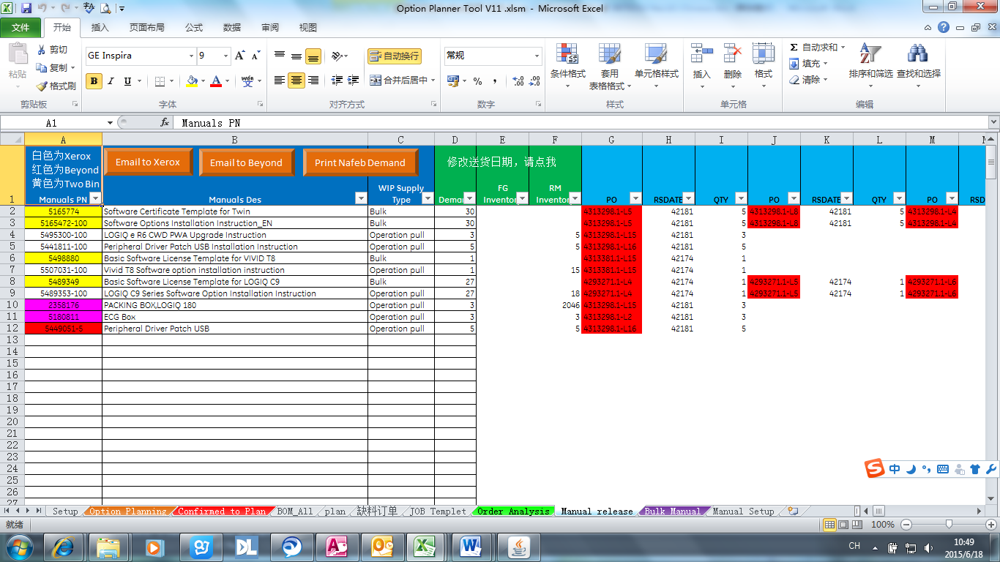 Option Planner Tool V11 .xlsm - Microsoft Excel
文件 开始 插入 页面布局 公式 数据 审阅 视图
粘贴 剪切 复制 格式刷 剪贴板
GE Inspira 9 B I U 字体
自动换行 合并后居中 对齐方式
常规 % 数字
条件格式 套用 表格格式 单元格样式 样式
插入 删除 格式 单元格
Σ 自动求和 填充 清除 排序和筛选 查找和选择 编辑
A1 fx Manuals PN
A B C D E F G H I J K L M
白色为Xerox
红色为Beyond
黄色为Two Bin
Email to Xerox Email to Beyond Print Nafeb Demand 修改送货日期，请点我
1 Manuals PN Manuals Des WIP Supply Type Deman FG Inventor RM Inventor PO RSDATE QTY PO RSDATE QTY PO RSD
2 5165774 Software Certificate Template for Twin Bulk 30 4313298.1-L5 42181 5 4313298.1-L8 42181 5 4313298.1-L4
3 5165472-100 Software Options Installation Instruction_EN Bulk 30 4313298.1-L5 42181 5 4313298.1-L8 42181 5 4313298.1-L4
4 5495300-100 LOGIQ e R6 CWD PWA Upgrade Instruction Operation pull 3 5 4313298.1-L15 42181 3
5 5441811-100 Peripheral Driver Patch USB Installation Instruction Operation pull 5 5 4313298.1-L16 42181 5
6 5498880 Basic Software License Template for VIVID T8 Bulk 1 4313381.1-L15 42174 1
7 5507031-100 Vivid T8 Software option installation instruction Operation pull 1 15 4313381.1-L15 42174 1
8 5489349 Basic Software License Template for LOGIQ C9 Bulk 27 4293271.1-L4 42174 1 4293271.1-L5 42174 1 4293271.1-L6
9 5489353-100 LOGIQ C9 Series Software Option Installation Instruction Operation pull 27 18 4293271.1-L4 42174 1 4293271.1-L5 42174 1 4293271.1-L6
10 2358176 PACKING BOX,LOGIQ 180 Operation pull 3 2046 4313298.1-L15 42181 3
11 5180811 ECG Box Operation pull 3 3 4313298.1-L2 42181 3
12 5449051-5 Peripheral Driver Patch USB Operation pull 5 5 4313298.1-L16 42181 5
13
14
15
16
17
18
19
20
21
22
23
24
25
26
27
中
Setup Option Planning Confirmed to Plan BOM_All plan 缺料订单 JOB Templet Order Analysis Manual release Bulk Manual Manual Setup
就绪 100%
DL CH 10:49
2015/6/18